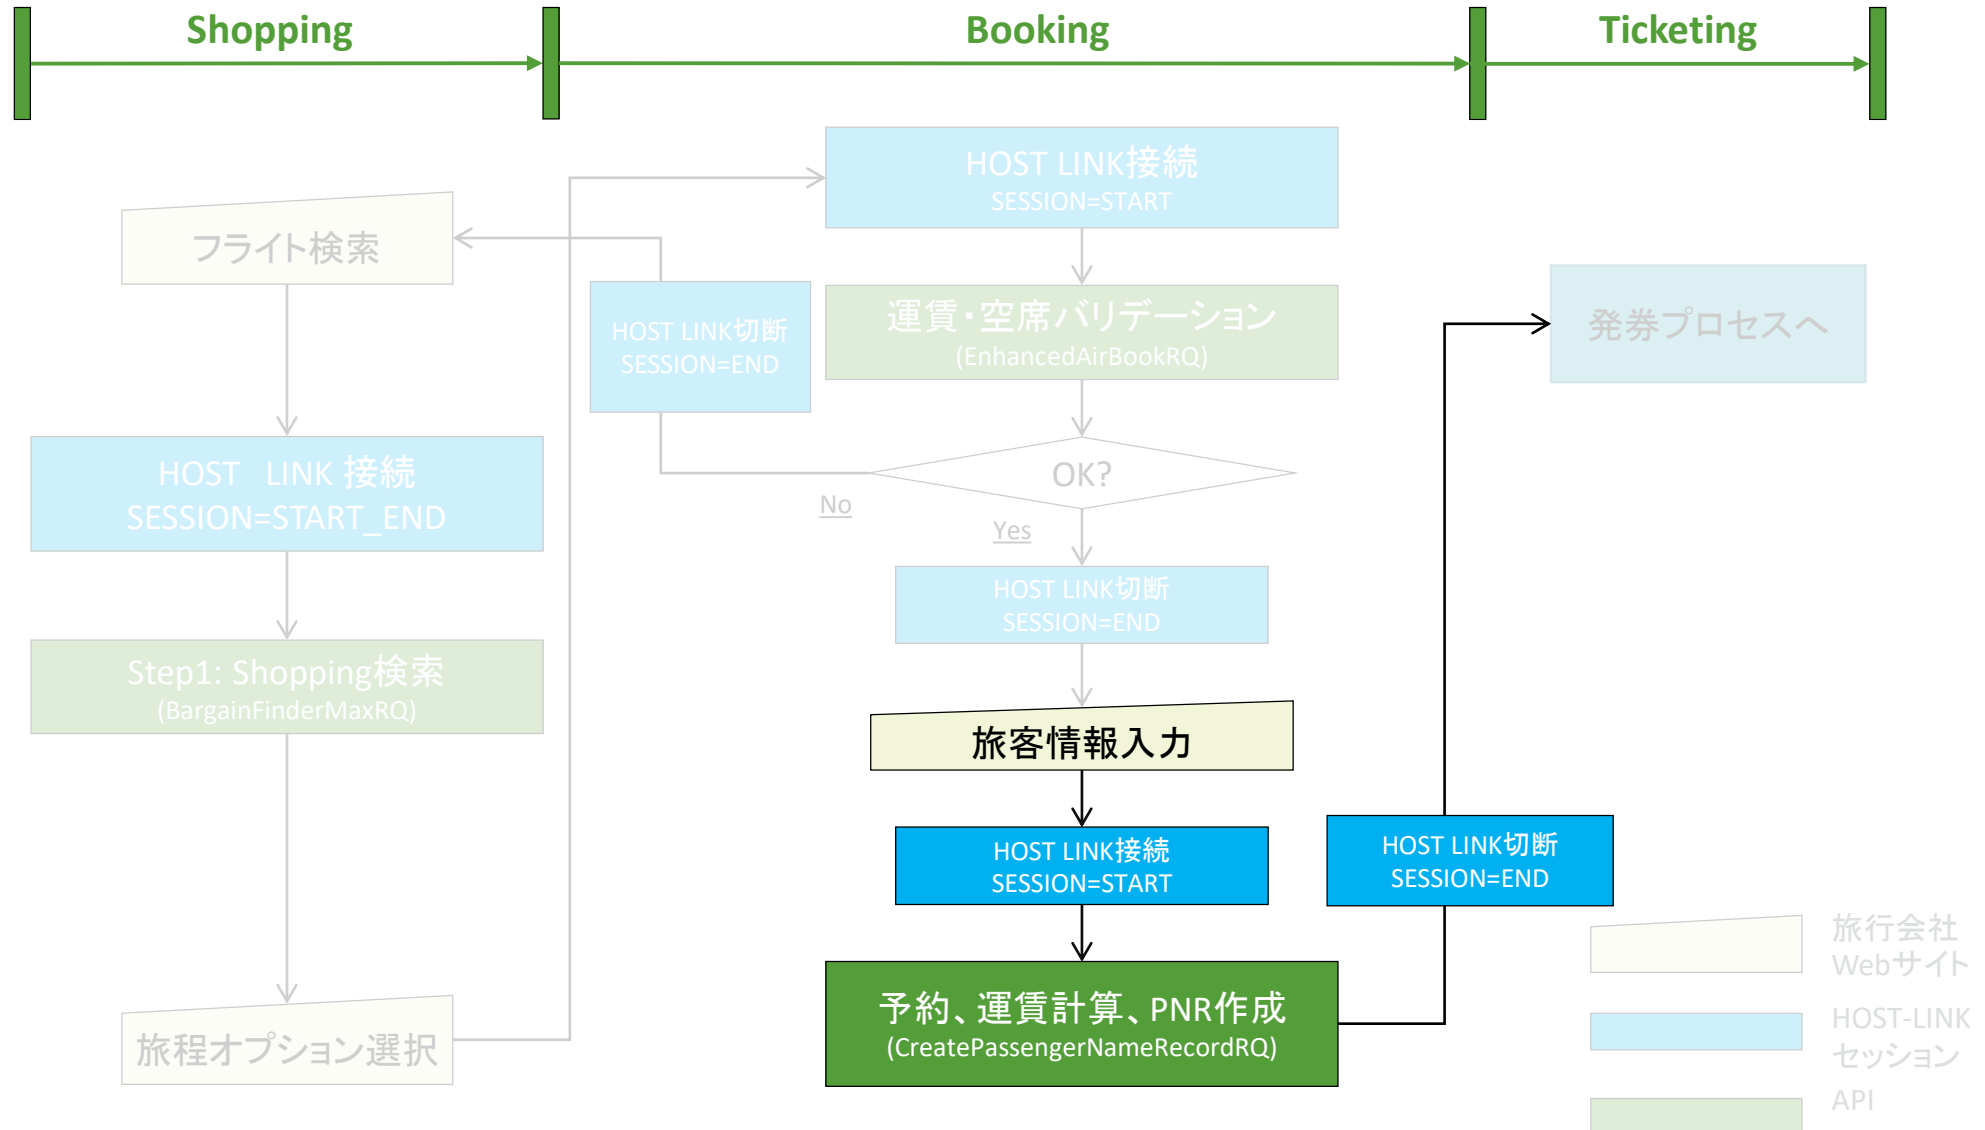 Shopping
Booking
Ticketing
フライト検索
HOST LINK 接続
SESSION=START_END
Step1: Shopping検索
(BargainFinderMaxRQ)
旅程オプション選択
HOST LINK切断
SESSION=END
HOST LINK接続
SESSION=START
運賃・空席バリデーション
(EnhancedAirBookRQ)
OK?
No
Yes
HOST LINK切断
SESSION=END
旅客情報入力
HOST LINK接続
SESSION=START
予約、運賃計算、PNR作成
(CreatePassengerNameRecordRQ)
HOST LINK切断
SESSION=END
発券プロセスへ
旅行会社
Webサイト
HOST-LINK
セッション
API